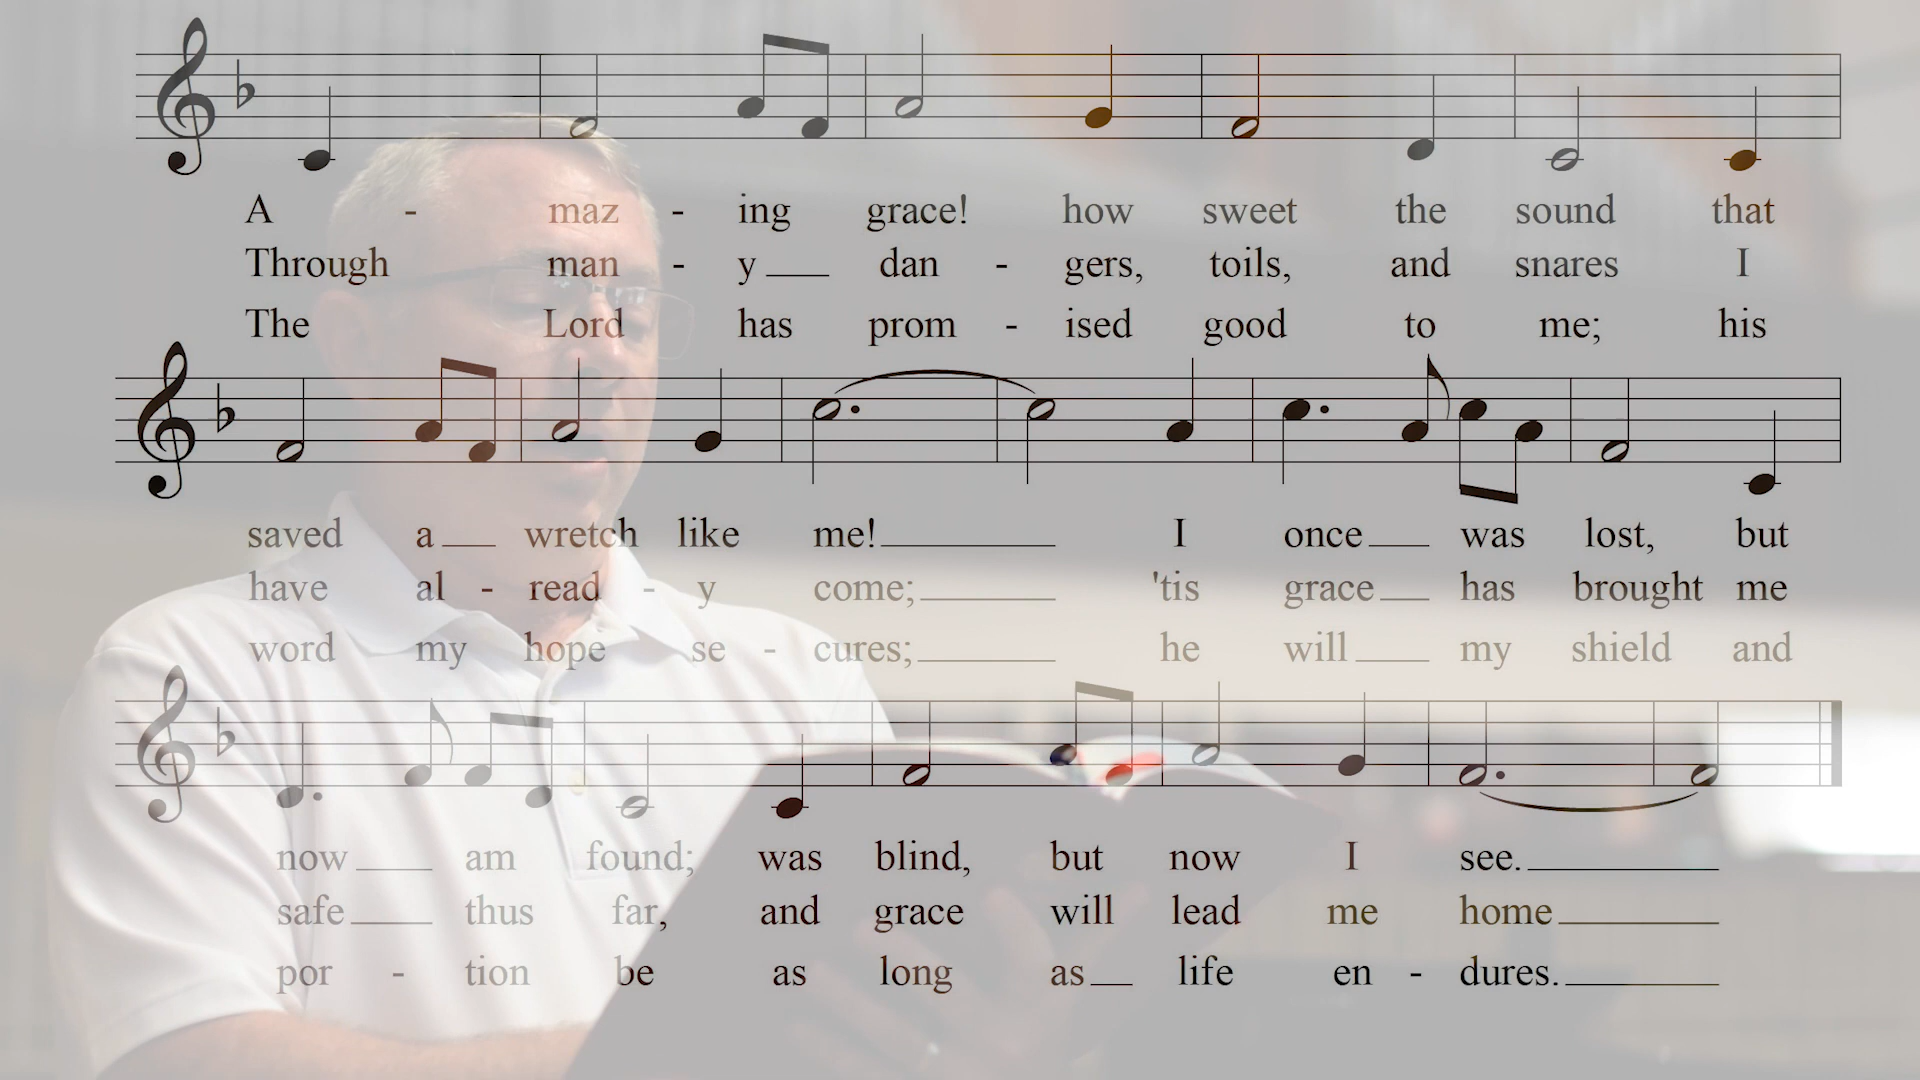 A - maz - ing grace! how sweet the sound that
Through man - y dan - gers, toils, and snares I
The Lord has prom - ised good to me; his
saved a wretch like me! I once was lost, but
have al - read - y come; 'tis grace has brought me
word my hope se - cures; he will my shield and
now am found; was blind, but now I see.
safe thus far, and grace will lead me home
por - tion be as long as life en - dures.